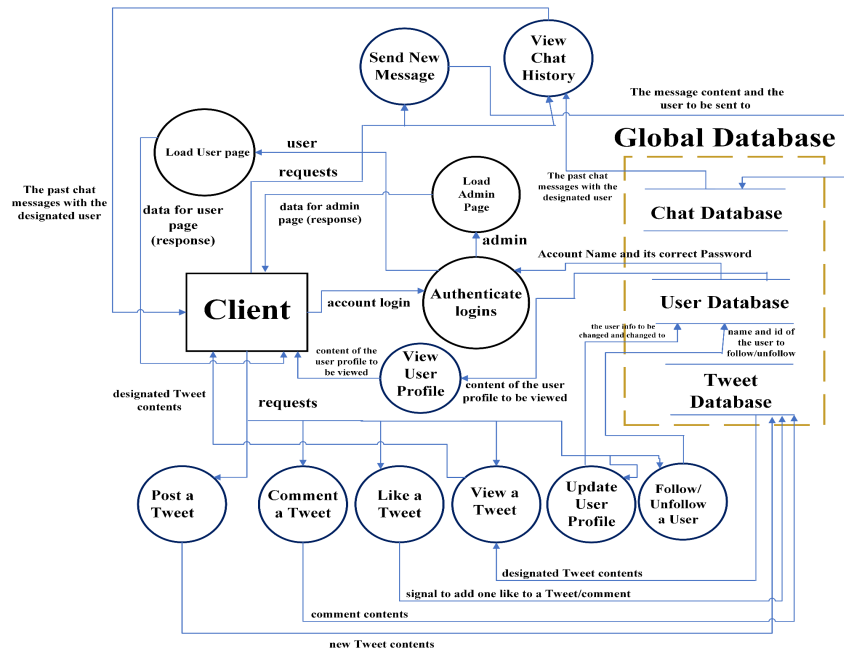 Send New
Message
View
Chat
History
The message content and the
user to be sent to
Global Database
Load User page
user
requests
Load
Admin
Page
The past chat
messages with the
designated user
The past chat
messages with the
designated user
Chat Database
data for user
page
(response)
data for admin
page (response)
admin
Account Name and its correct Password
Client
account login
Authenticate
logins
User Database
the user info to be
changed and changed to
name and id of
the user to
follow/unfollow
content of the
user profile to
be viewed
View
User
Profile
content of the user
profile to be viewed
Tweet
Database
designated Tweet
contents
requests
Post a
Tweet
Comment
a Tweet
Like a
Tweet
View a
Tweet
Update
User
Profile
Follow/
Unfollow
a User
designated Tweet contents
signal to add one like to a Tweet/comment
comment contents
new Tweet contents